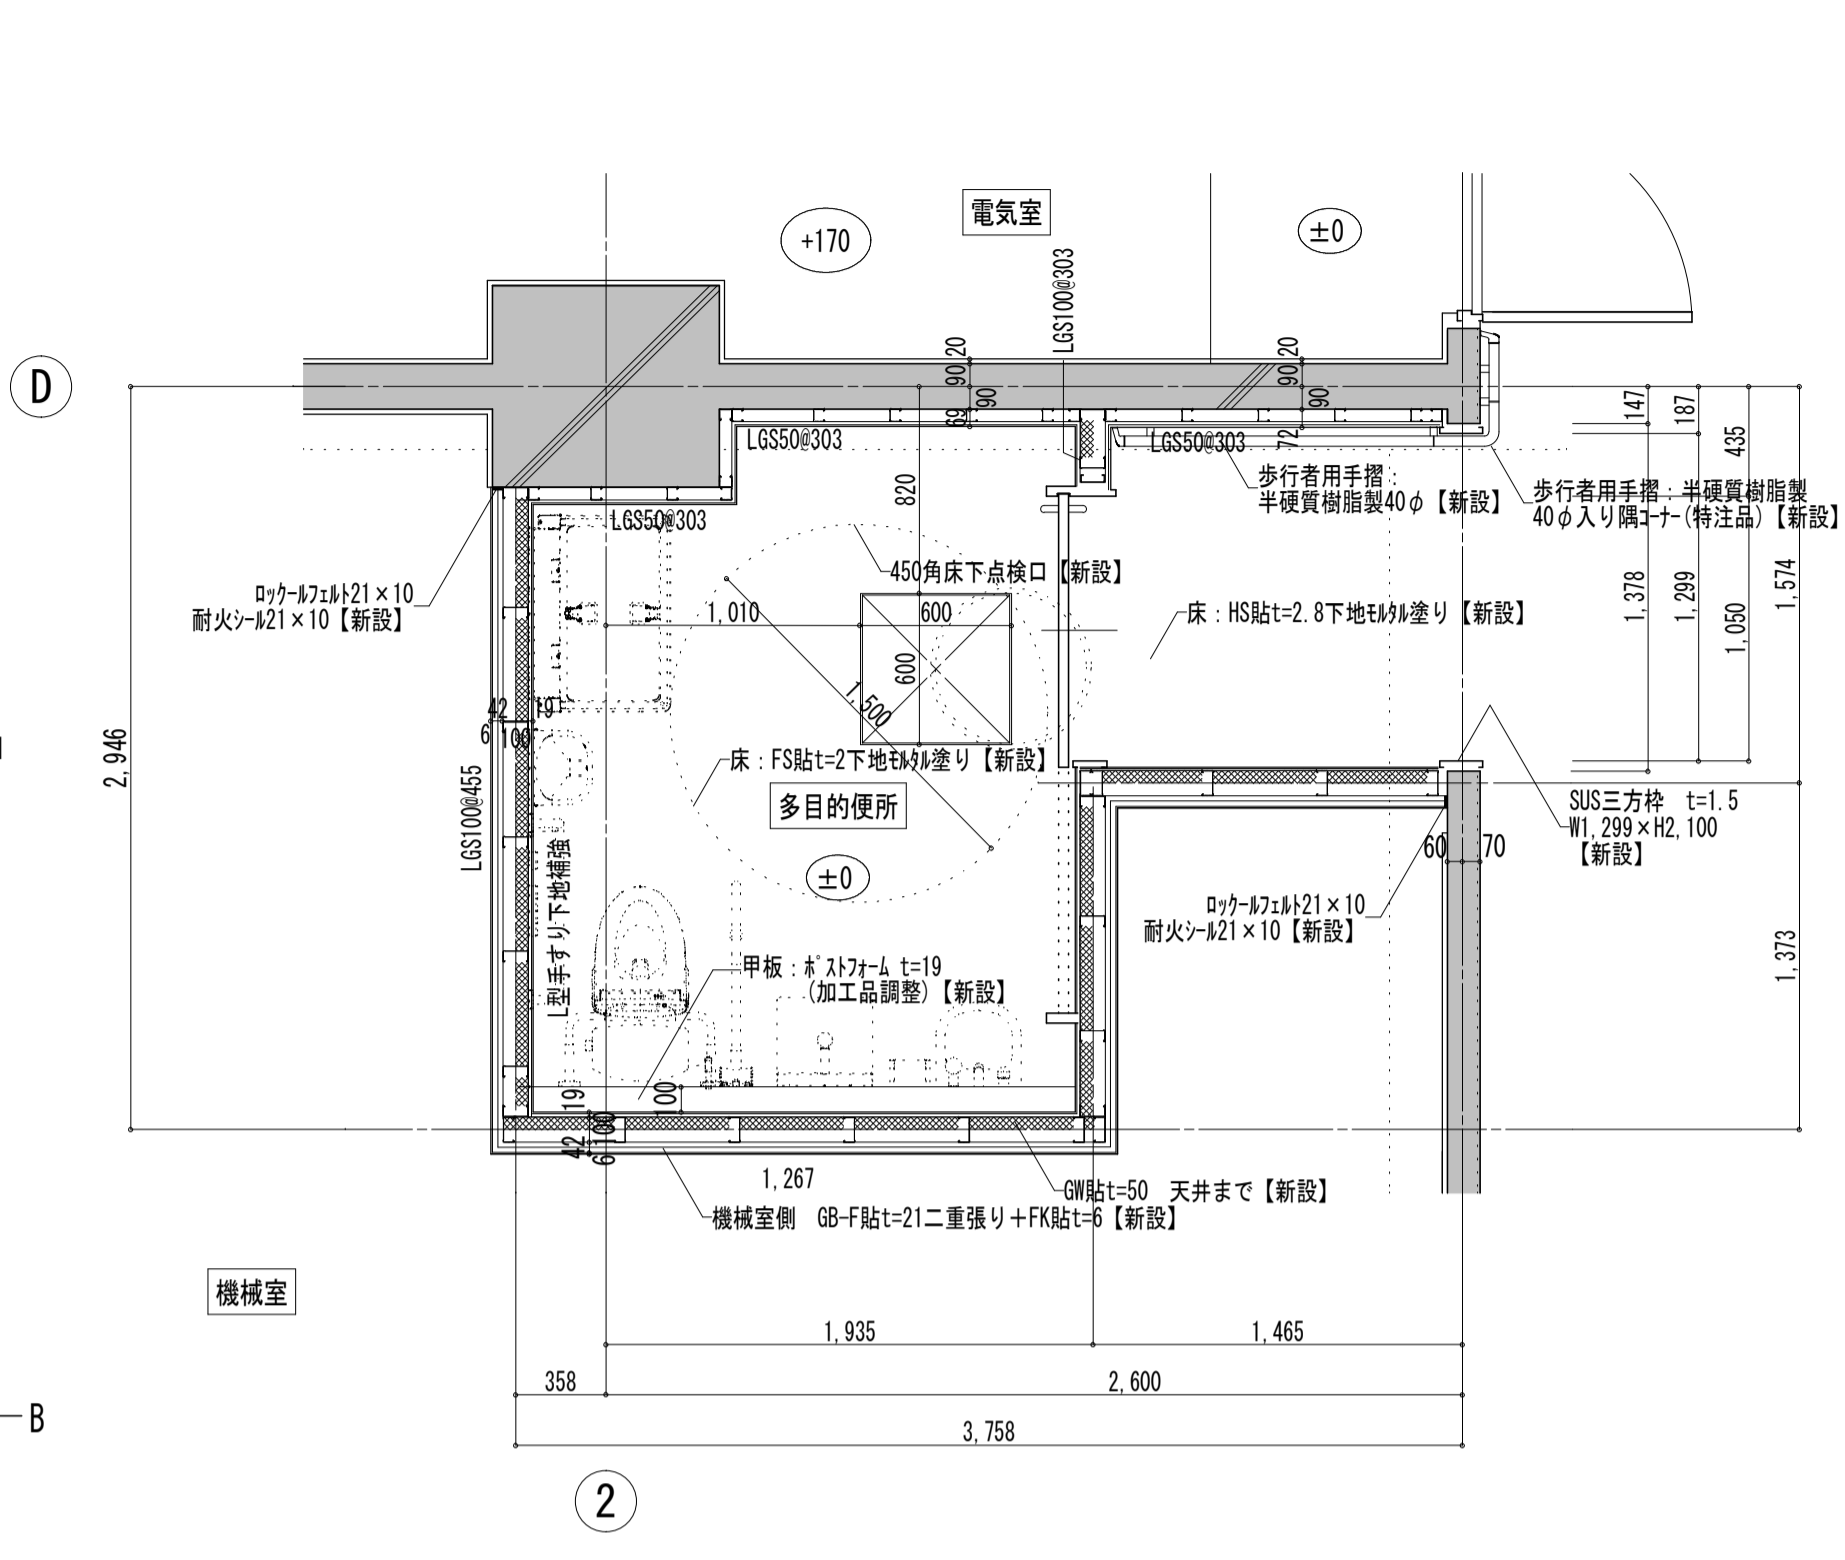 電気室
+170
±0
LGS100@303
D
20
90
90
69
20
90
90
72
LGS50@303
LGS50@303
LGS50@303
820
147
187
435
歩行者用手摺：
半硬質樹脂製40φ【新設】
歩行者用手摺：半硬質樹脂製
40φ入り隅ｺｰﾅｰ(特注品)【新設】
ﾛｯｸｰﾙﾌｪﾙﾄ21×10
耐火ｼｰﾙ21×10【新設】
450角床下点検口【新設】
1,010
600
600
1,500
床：HS貼t=2.8下地ﾓﾙﾀﾙ塗り【新設】
1,378
1,299
1,050
1,574
42
19
6
100
2,946
床：FS貼t=2下地ﾓﾙﾀﾙ塗り【新設】
多目的便所
±0
LGS100@455
L型手すり下地補強
SUS三方枠　t=1.5
W1,299×H2,100
【新設】
60
70
ﾛｯｸｰﾙﾌｪﾙﾄ21×10
耐火ｼｰﾙ21×10【新設】
甲板：ﾎﾟｽﾄﾌｫｰﾑ t=19
(加工品調整)【新設】
1,373
19
100
42
6
100
1,267
GW貼t=50　天井まで【新設】
機械室側　GB-F貼t=21二重張り＋FK貼t=6【新設】
機械室
1,935
1,465
358
2,600
3,758
B
2